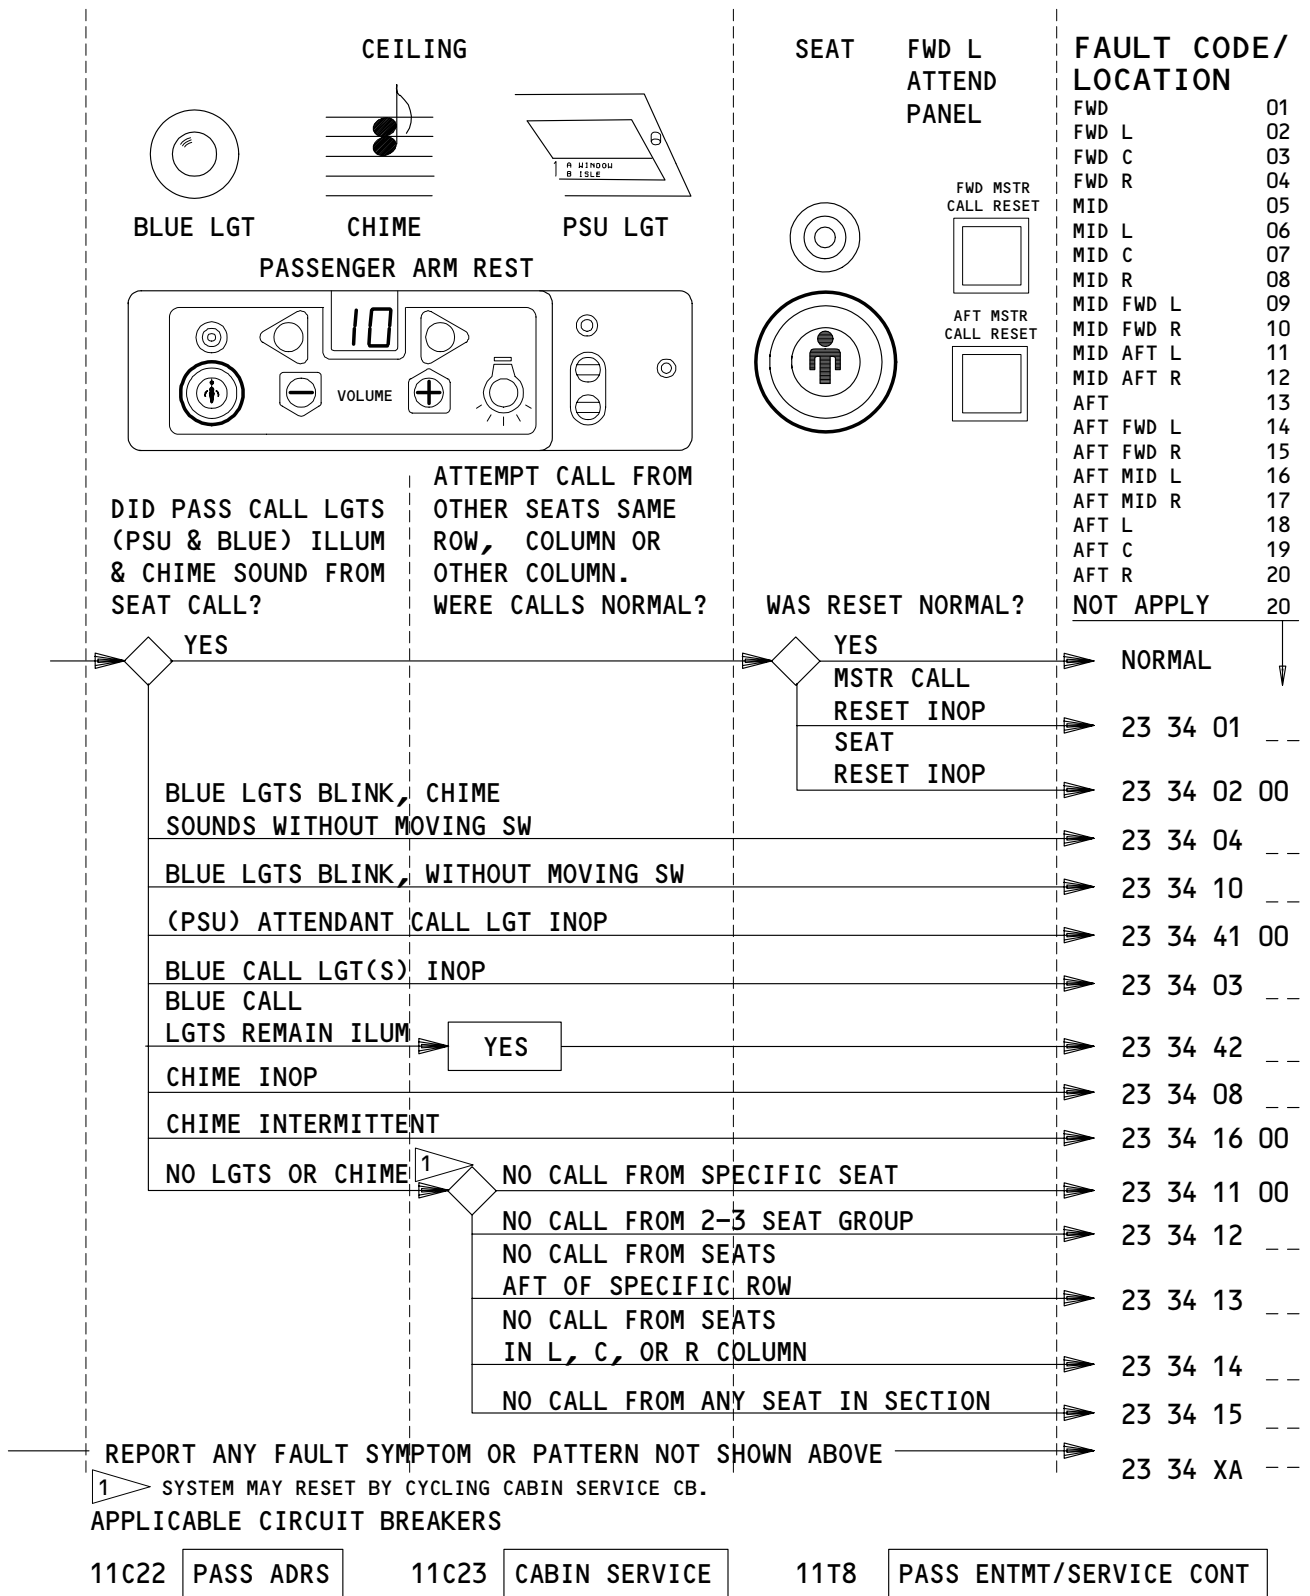 CEILING
SEAT
FWD L
ATTEND
PANEL
FAULT CODE/
LOCATION
FWD 01
FWD L 02
FWD C 03
FWD R 04
MID 05
MID L 06
MID C 07
MID R 08
MID FWD L 09
MID FWD R 10
MID AFT L 11
MID AFT R 12
AFT 13
AFT FWD L 14
AFT FWD R 15
AFT MID L 16
AFT MID R 17
AFT L 18
AFT C 19
AFT R 20
NOT APPLY 20
1 A WINDOW
B ISLE
BLUE LGT
CHIME
PSU LGT
FWD MSTR
CALL RESET
AFT MSTR
CALL RESET
PASSENGER ARM REST
10
VOLUME
DID PASS CALL LGTS
(PSU & BLUE) ILLUM
& CHIME SOUND FROM
SEAT CALL?
ATTEMPT CALL FROM
OTHER SEATS SAME
ROW, COLUMN OR
OTHER COLUMN.
WERE CALLS NORMAL?
WAS RESET NORMAL?
YES
YES
NORMAL
MSTR CALL
RESET INOP
23 34 01 _ _
SEAT
RESET INOP
23 34 02 00
BLUE LGTS BLINK, CHIME
SOUNDS WITHOUT MOVING SW
23 34 04 _ _
BLUE LGTS BLINK, WITHOUT MOVING SW
23 34 10 _ _
(PSU) ATTENDANT CALL LGT INOP
23 34 41 00
BLUE CALL LGT(S) INOP
23 34 03 _ _
BLUE CALL
LGTS REMAIN ILUM
YES
23 34 42 _ _
CHIME INOP
23 34 08 _ _
CHIME INTERMITTENT
23 34 16 00
NO LGTS OR CHIME
1
NO CALL FROM SPECIFIC SEAT
23 34 11 00
NO CALL FROM 2-3 SEAT GROUP
23 34 12 _ _
NO CALL FROM SEATS
AFT OF SPECIFIC ROW
23 34 13 _ _
NO CALL FROM SEATS
IN L, C, OR R COLUMN
23 34 14 _ _
NO CALL FROM ANY SEAT IN SECTION
23 34 15 _ _
REPORT ANY FAULT SYMPTOM OR PATTERN NOT SHOWN ABOVE
23 34 XA _ _
1 SYSTEM MAY RESET BY CYCLING CABIN SERVICE CB.
APPLICABLE CIRCUIT BREAKERS
11C22 PASS ADRS 11C23 CABIN SERVICE 11T8 PASS ENTMT/SERVICE CONT